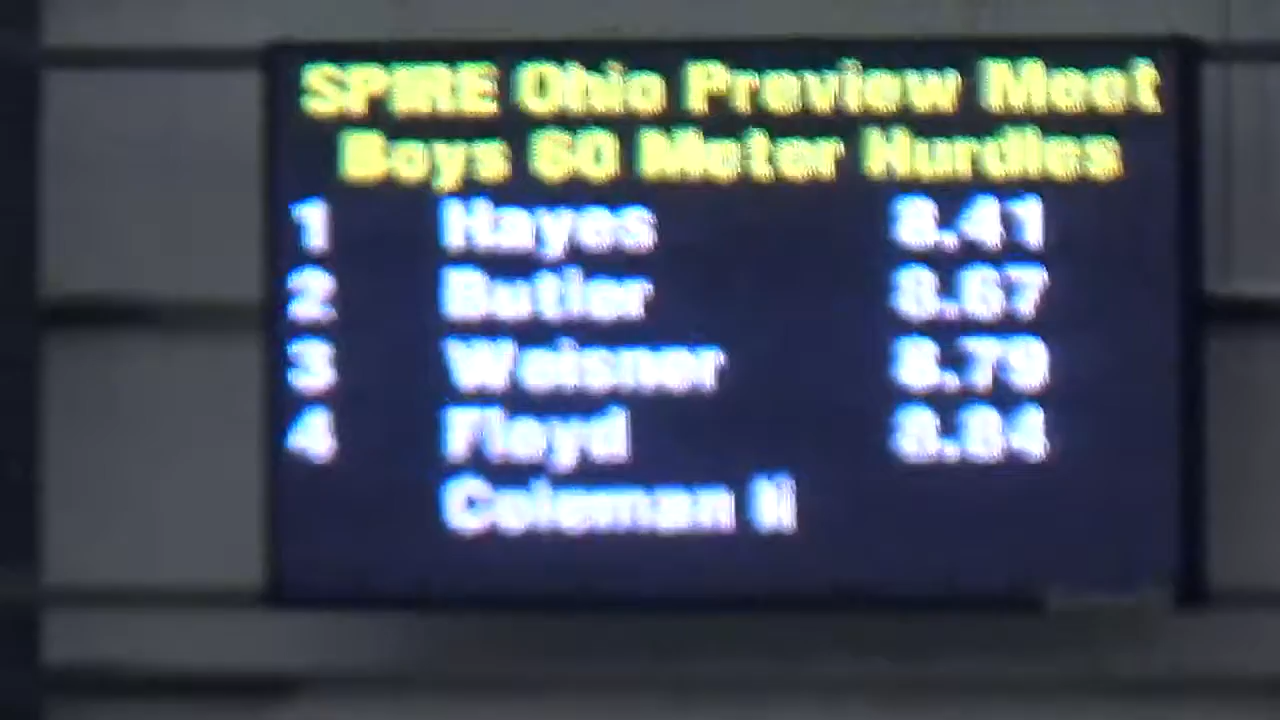 SPIRE Ohio Preview Meet
Boys 60 Meter Hurdles
1 Hayes 8.41
2 Butler 8.67
3 Weisner 8.79
4 Floyd 8.84
Coleman II